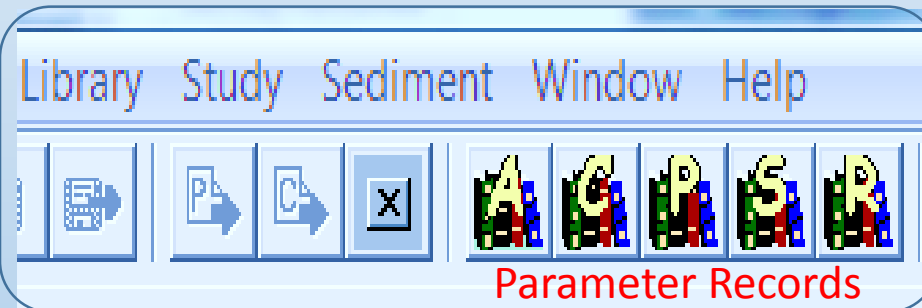 Library Study Sediment Window Help
P C X A C P S R
Parameter Records